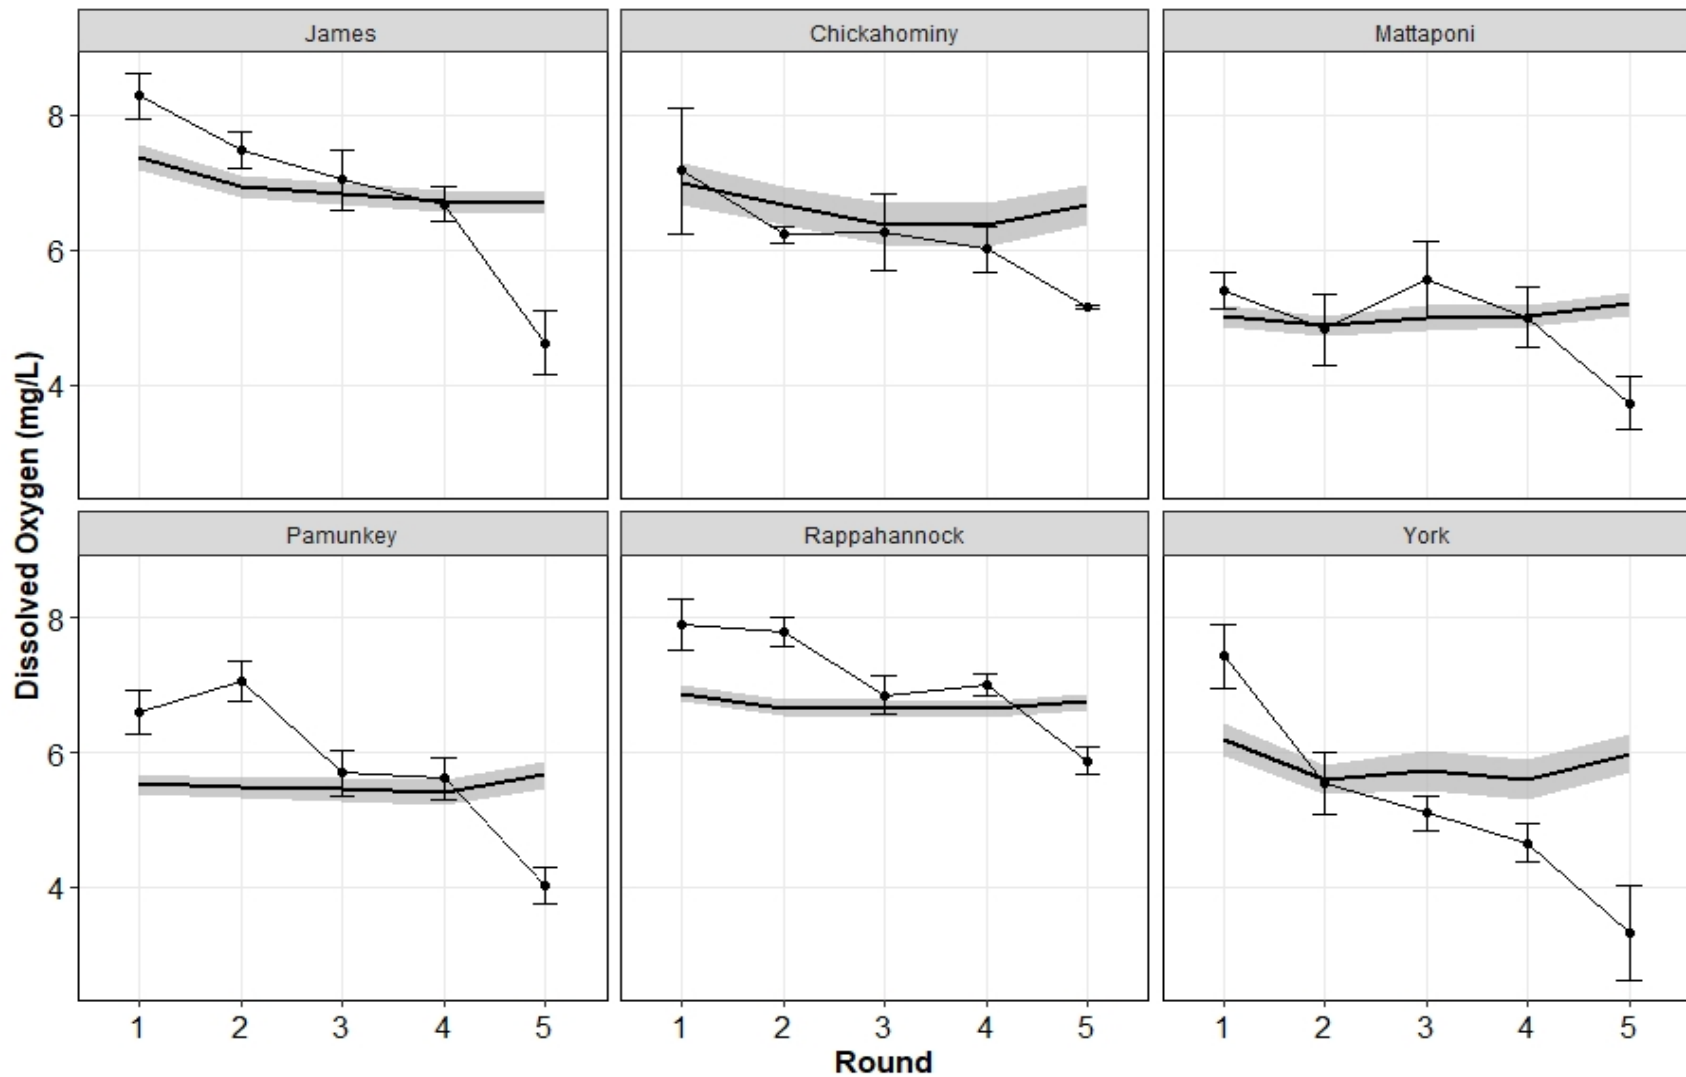 James
Chickahominy
Mattaponi
8
6
4
Pamunkey
Rappahannock
York
8
6
4
Dissolved Oxygen (mg/L)
1 2 3 4 5
1 2 3 4 5
1 2 3 4 5
Round